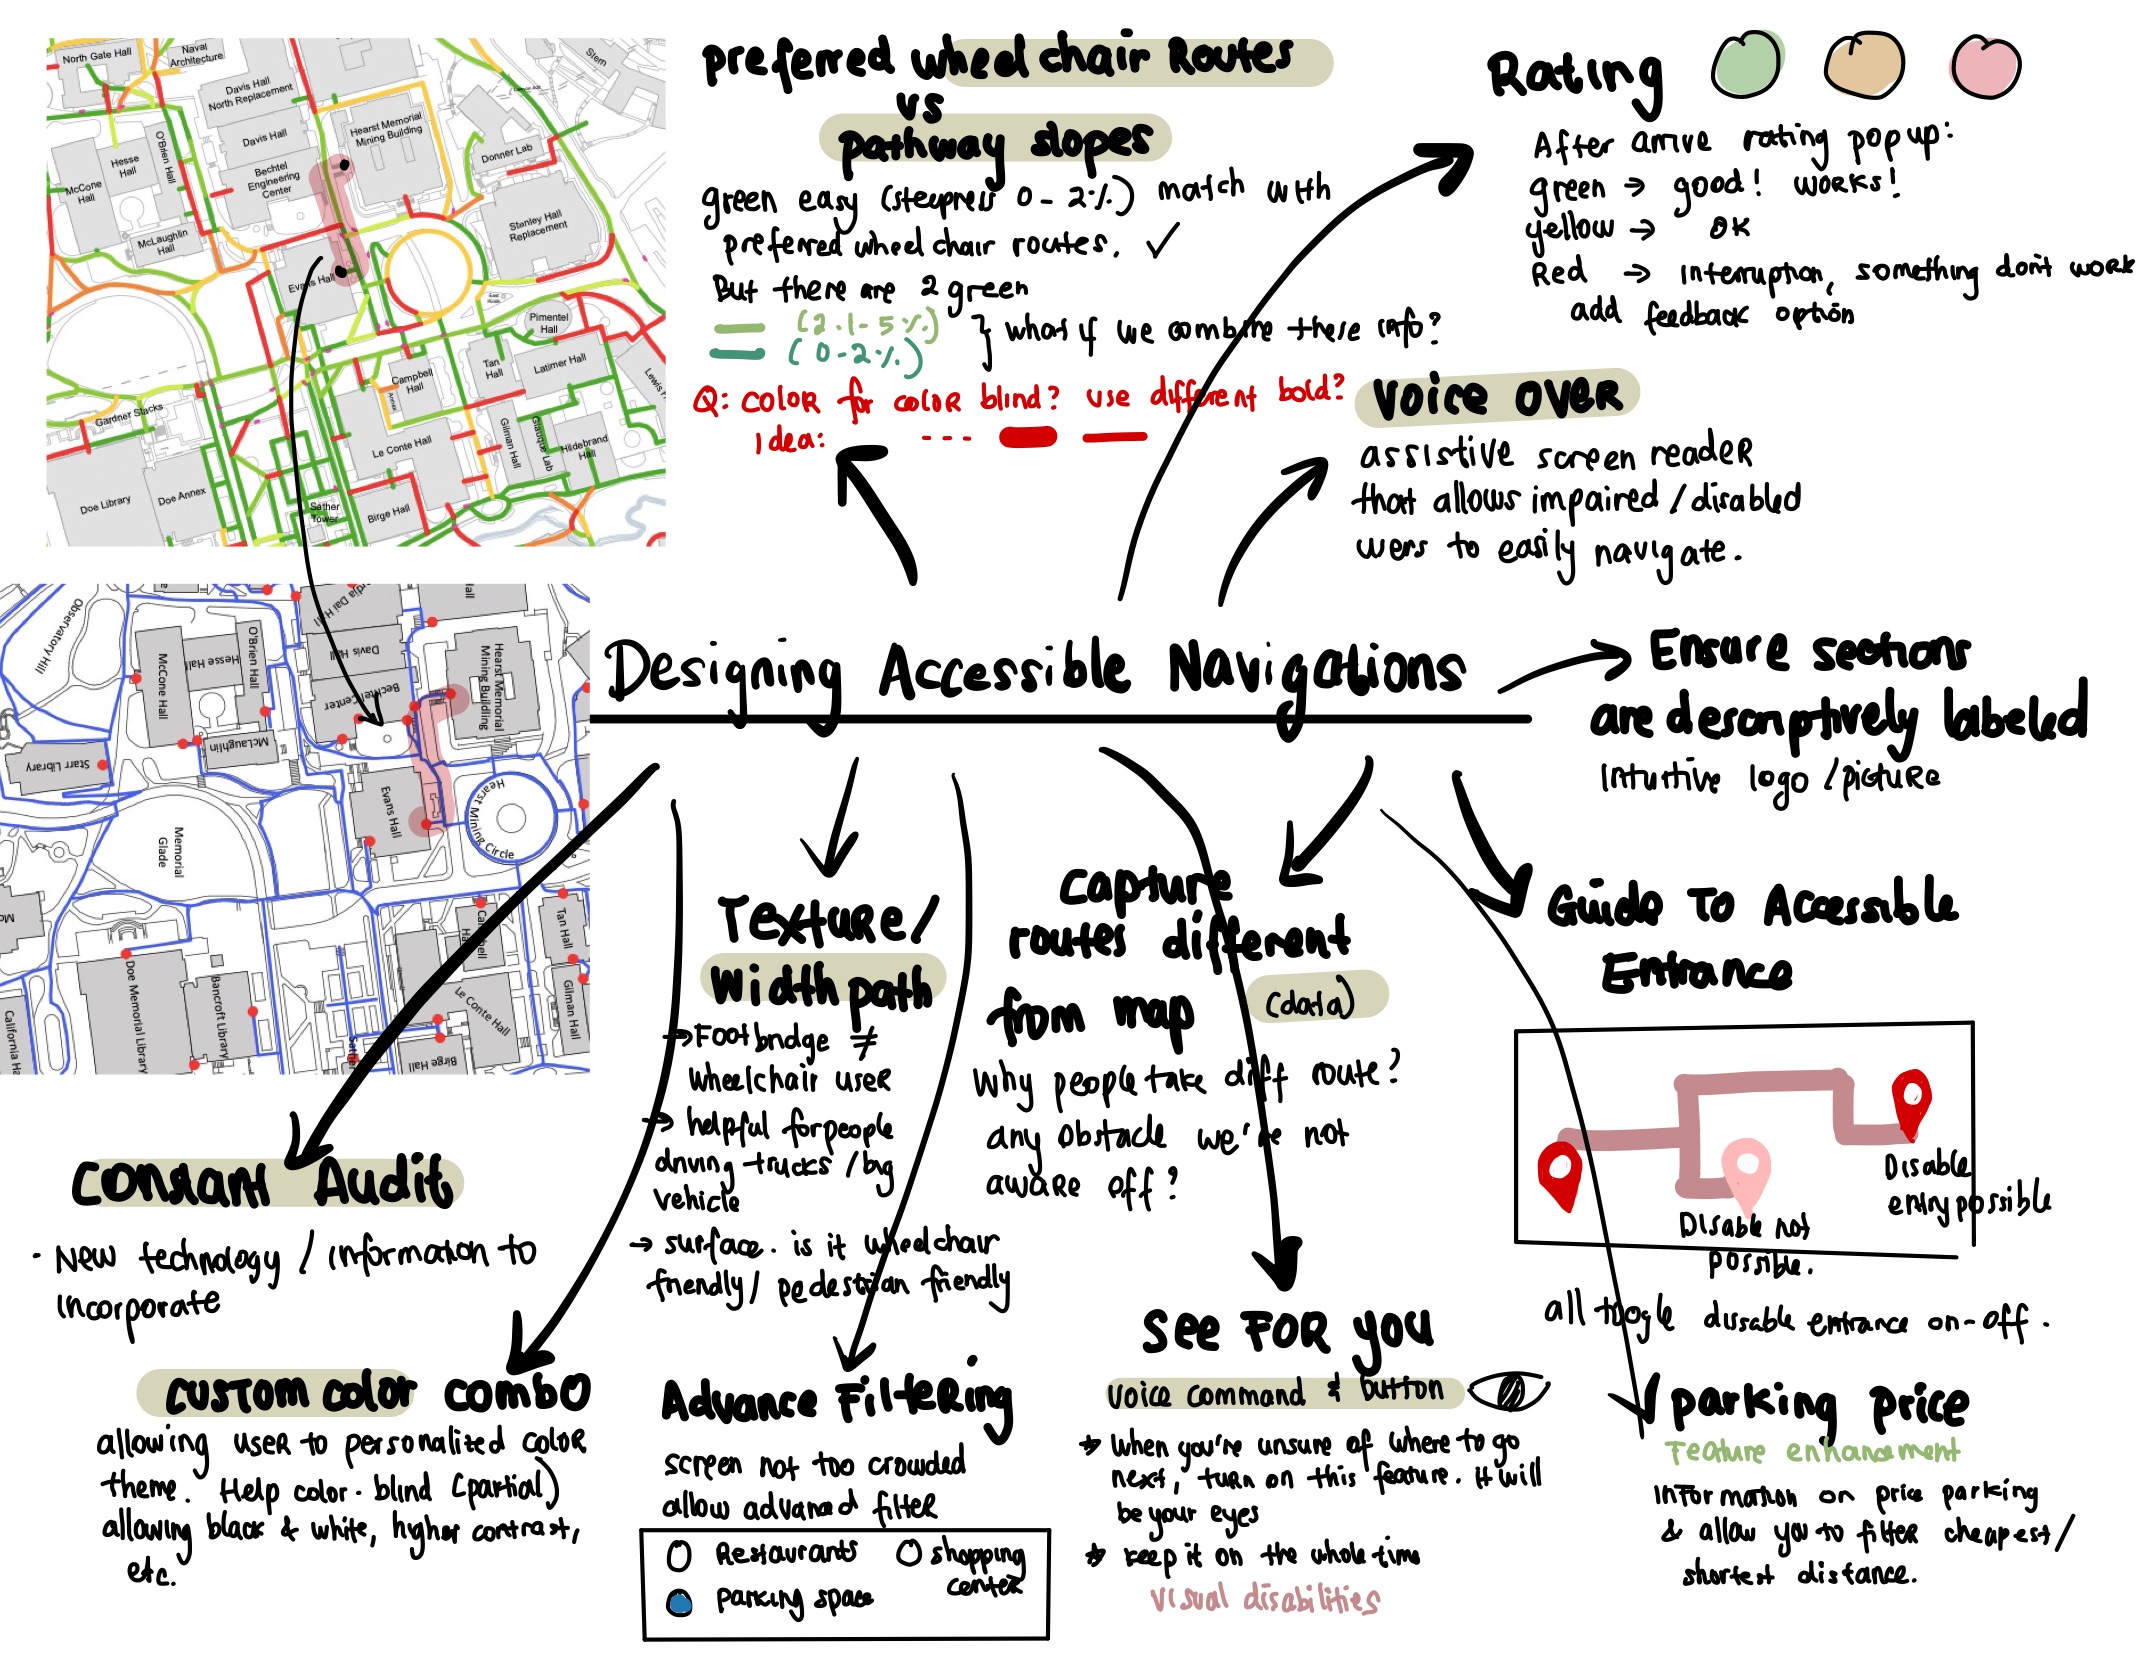 North Gate Hall
Naval
Architecture
Stern
Davis Hall
North Replacement
Hearst Memorial
Mining Building
Davis Hall
Donner Lab
O'Brien Hall
Hesse
Hall
McCone
Hall
Bechtel
Engineering
Center
Stanley Hall
Replacement
McLaughlin
Hall
Evans Hall
Pimentel
Hall
Campbell
Hall
Annex
Tan
Hall
Latimer Hall
Lewis H
Gardner Stacks
Le Conte Hall
Gilman Hall
Glauque Lab
Hildebrand
Hall
Doe Library
Doe Annex
Sather
Tower
Birge Hall
preferred wheel chair Routes
vs
pathway slopes
green easy (steepness 0 - 2%) match with
preferred wheel chair routes. ✓
But there are 2 green
(2.1 - 5%)
(0 - 2%)
} what if we combine these info?
Q: color for color blind? use different bold?
Idea:
Rating
After arrive rating pop up:
green → good! works!
yellow → OK
Red → Interruption, something don't work
add feedback option
Voice over
assistive screen reader
that allows impaired / disabled
users to easily navigate.
Observatory Hill
dia Dai H
Hall
McCone Hall
Hesse Hall
O'Brien Hall
Davis Hall
Hearst Memorial
Mining Building
Bechtel
Center
McLaughlin
Starr Library
Evans Hall
Hearst Mining Circle
Memorial
Glade
Mo
Doe Memorial Library
Bancroft Library
Le Conte Hall
Birge Hall
Tan Hall
Gilman Hall
California Ha
Designing Accessible Navigations
→ Ensure sections
are descriptively labeled
Intuitive logo / picture
Constant Audit
- New technology / information to
incorporate
Custom color combo
allowing user to personalized color
theme. Help color-blind (partial)
allowing black & white, higher contrast,
etc.
Texture /
Width path
→ Foot bridge ≠
wheelchair user
→ helpful for people
driving trucks / big
vehicle
→ surface. is it wheelchair
friendly / pedestrian friendly
Advance Filtering
screen not too crowded
allow advanced filter
Restaurants
shopping
center
parking space
capture
routes different
from map (data)
Why people take diff route?
any obstacle we're not
aware off?
See For you
voice command & button
* when you're unsure of where to go
next, turn on this feature. it will
be your eyes
* keep it on the whole time
visual disabilities
Guide To Accessible
Entrance
Disable
entry possible
Disable not
possible.
all toogle dissable entrance on-off.
parking price
Feature enhancement
Information on price parking
& allow you to filter cheapest /
shortest distance.